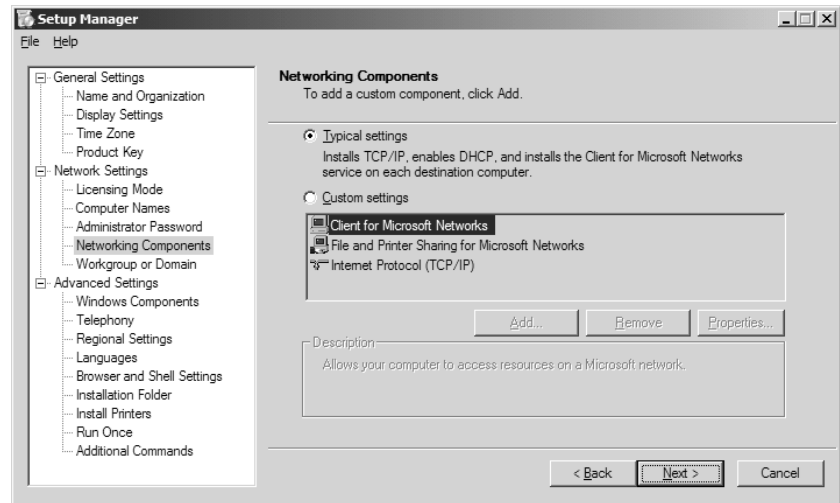 Setup Manager
File Help
General Settings
Name and Organization
Display Settings
Time Zone
Product Key
Network Settings
Licensing Mode
Computer Names
Administrator Password
Networking Components
Workgroup or Domain
Advanced Settings
Windows Components
Telephony
Regional Settings
Languages
Browser and Shell Settings
Installation Folder
Install Printers
Run Once
Additional Commands
Networking Components
To add a custom component, click Add.
Typical settings
Installs TCP/IP, enables DHCP, and installs the Client for Microsoft Networks
service on each destination computer.
Custom settings
Client for Microsoft Networks
File and Printer Sharing for Microsoft Networks
Internet Protocol (TCP/IP)
Add... Remove Properties...
Description
Allows your computer to access resources on a Microsoft network.
< Back Next > Cancel